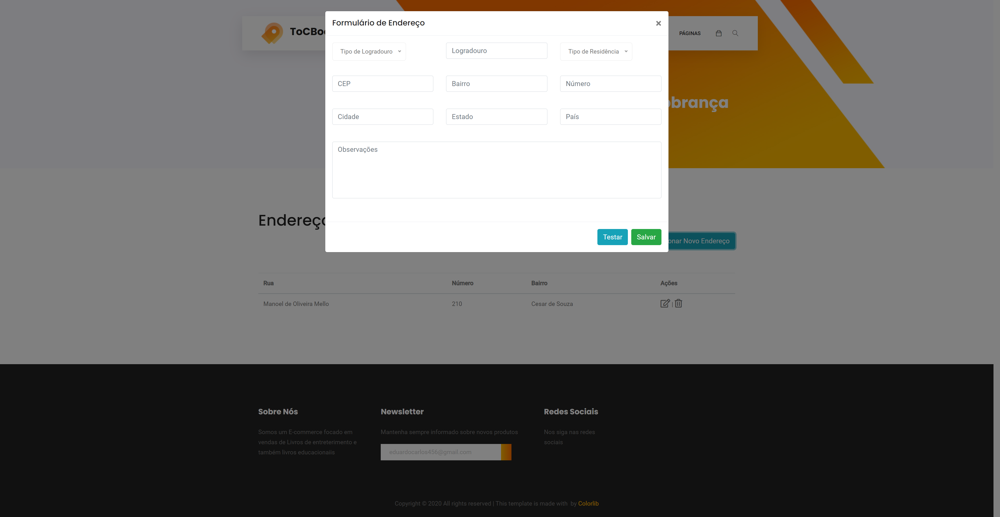 Formulário de Endereço ×
ToCBo
PÁGINAS
Tipo de Logradouro Logradouro Tipo de Residência
CEP Bairro Número
brança
Cidade Estado País
Observações
Endereç
Testar Salvar
onar Novo Endereço
Rua Número Bairro Ações
Manoel de Oliveira Mello 210 Cesar de Souza |
Sobre Nós Newsletter Redes Sociais
Somos um E-commerce focado em Mantenha sempre informado sobre novos produtos Nos siga nas redes
vendas de Livros de entreterimento e sociais
também livros educacionaiis eduardocarlos456@gmail.com
Copyright © 2020 All rights reserved | This template is made with by Colorlib